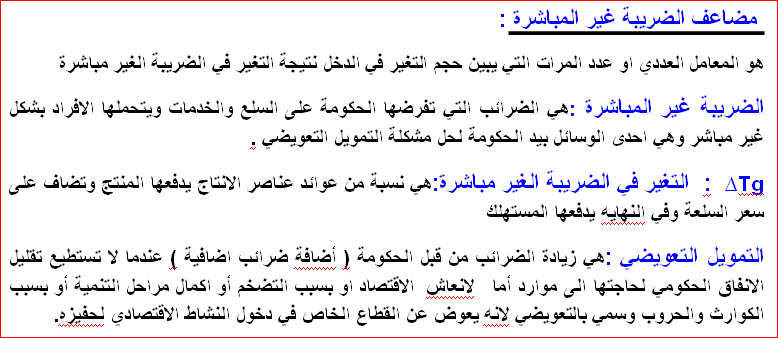 مضاعف الضريبة غير المباشرة :
هو المعامل العددي او عدد المرات التي يبين حجم التغير في الدخل نتيجة التغير في الضريبة الغير مباشرة
الضريبة غير المباشرة :هي الضرائب التي تفرضها الحكومة على السلع والخدمات ويتحملها الافراد بشكل
غير مباشر وهي احدى الوسائل بيد الحكومة لحل مشكلة التمويل التعويضي .
∆Tg : التغير في الضريبة الغير مباشرة:هي نسبة من عوائد عناصر الانتاج يدفعها المنتج وتضاف على
سعر السلعة وفي النهايه يدفعها المستهلك
التمويل التعويضي :هي زيادة الضرائب من قبل الحكومة ( أضافة ضرائب اضافية ) عندما لا تستطيع تقليل
الانفاق الحكومي لحاجتها الى موارد أما لانعاش الاقتصاد او بسبب التضخم أو اكمال مراحل التنمية أو بسبب
الكوارث والحروب وسمي بالتعويضي لانه يعوض عن القطاع الخاص في دخول النشاط الاقتصادي لحفيزه.